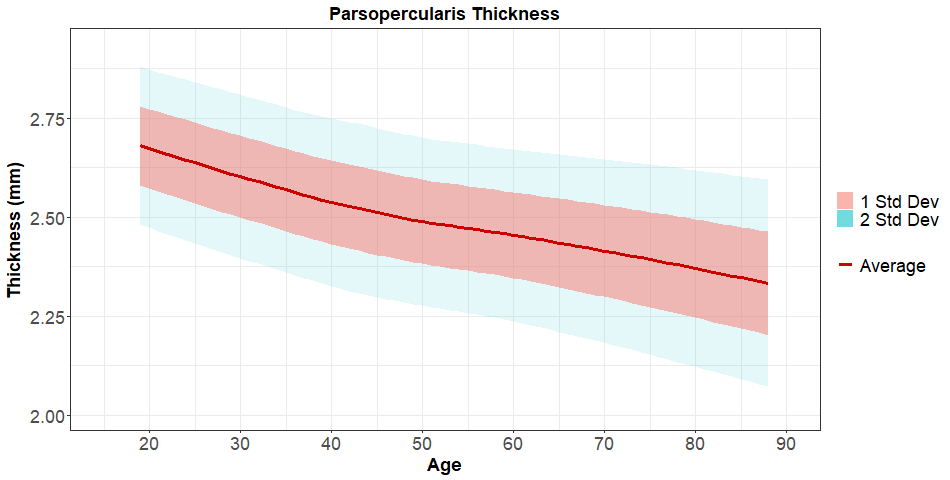 Parsopercularis Thickness
Thickness (mm)
2.75
2.50
2.25
2.00
20 30 40 50 60 70 80 90
Age
1 Std Dev
2 Std Dev
Average